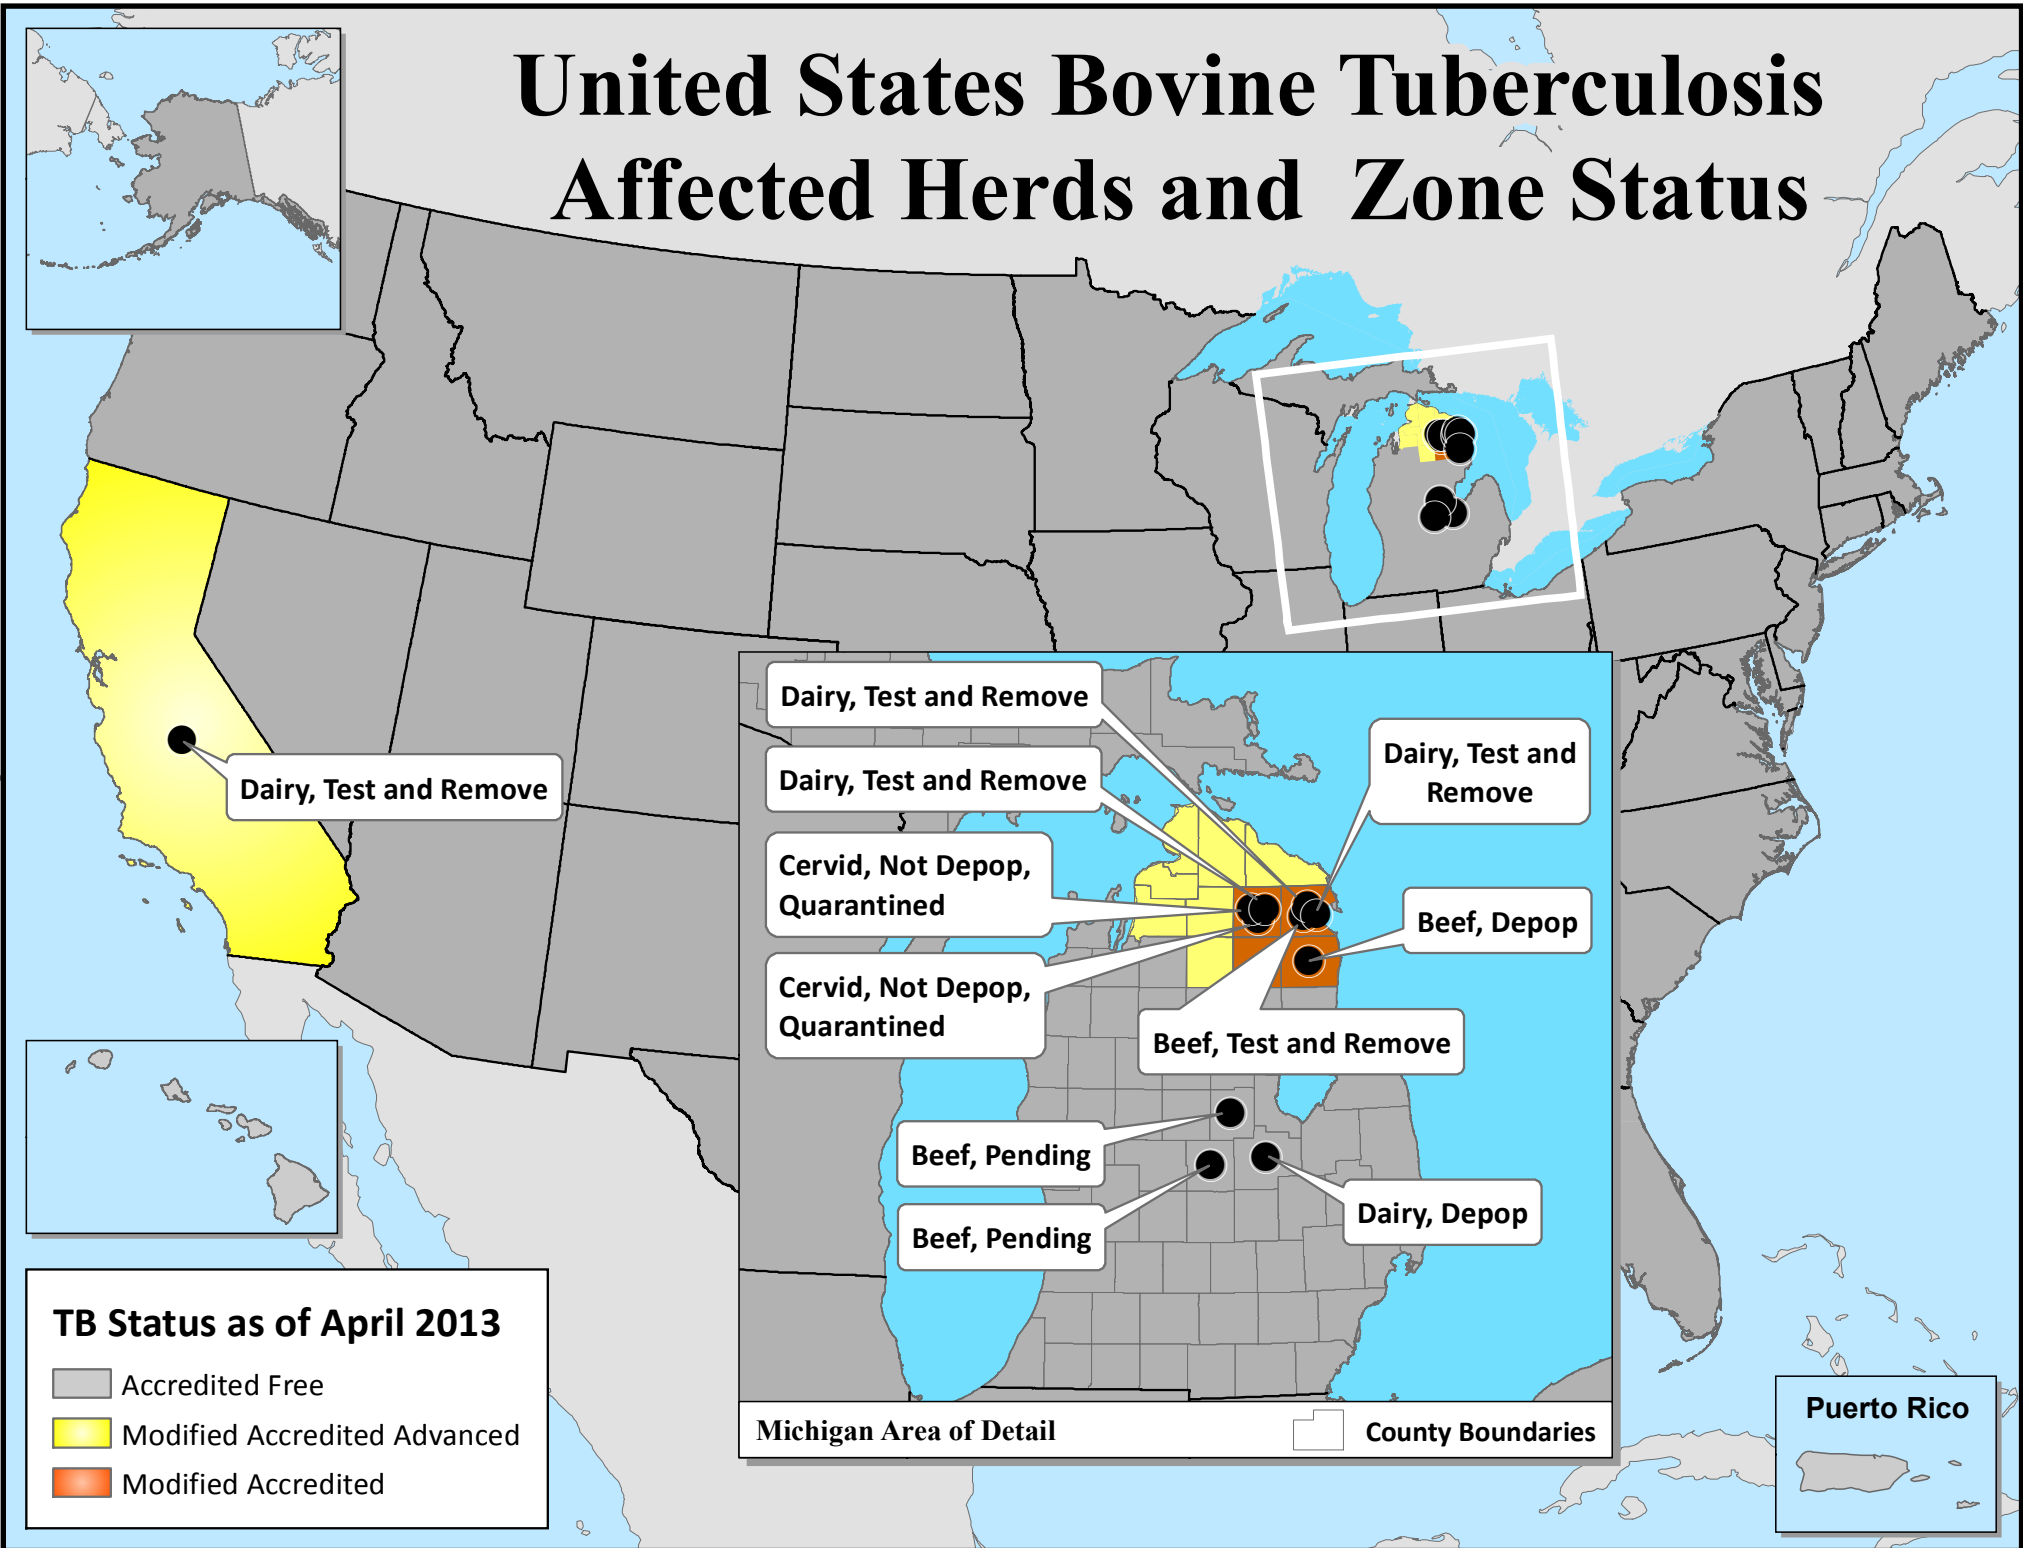 United States Bovine Tuberculosis
Affected Herds and Zone Status
Dairy, Test and Remove
Dairy, Test and Remove
Dairy, Test and Remove
Cervid, Not Depop,
Quarantined
Cervid, Not Depop,
Quarantined
Dairy, Test and
Remove
Beef, Depop
Beef, Test and Remove
Beef, Pending
Beef, Pending
Dairy, Depop
Michigan Area of Detail
County Boundaries
TB Status as of April 2013
Accredited Free
Modified Accredited Advanced
Modified Accredited
Puerto Rico